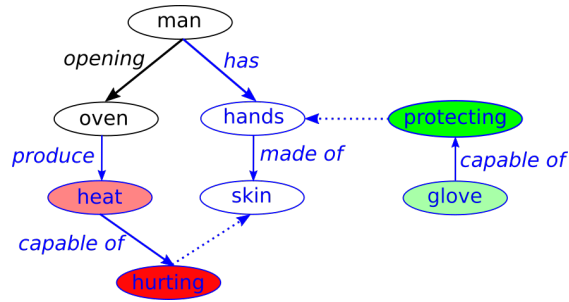 man
opening
has
oven
hands
protecting
produce
made of
capable of
heat
skin
glove
capable of
hurting